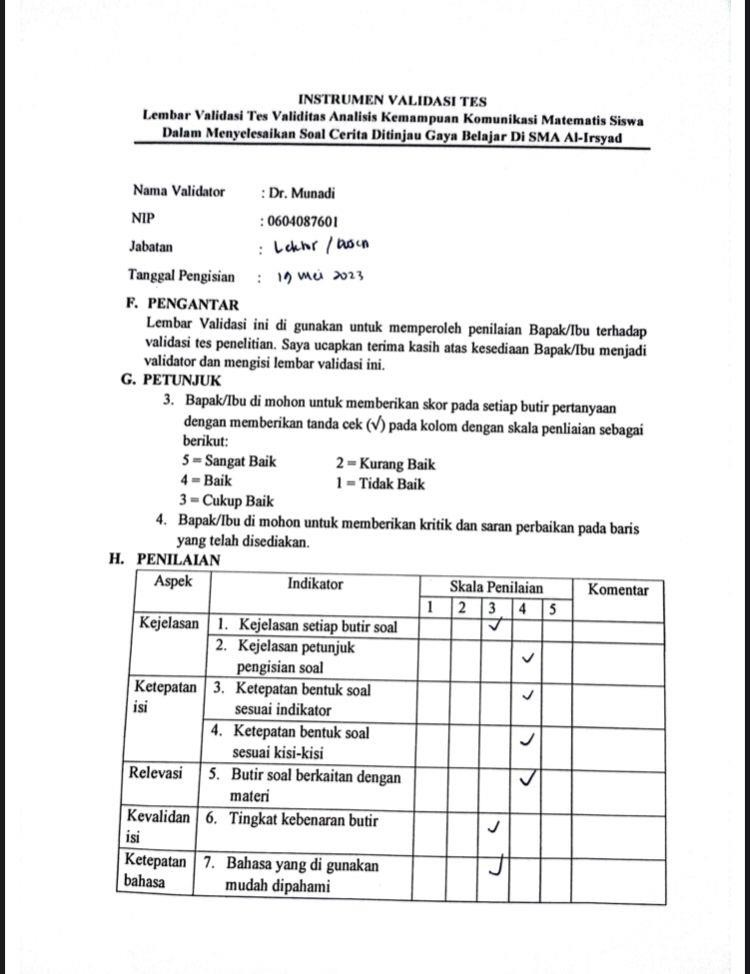 INSTRUMEN VALIDASI TES
Lembar Validasi Tes Validitas Analisis Kemampuan Komunikasi Matematis Siswa
Dalam Menyelesaikan Soal Cerita Ditinjau Gaya Belajar Di SMA Al-Irsyad
Nama Validator : Dr. Munadi
NIP : 0604087601
Jabatan : Lektor / Dosen
Tanggal Pengisian : 19 Mei 2023
F. PENGANTAR
Lembar Validasi ini di gunakan untuk memperoleh penilaian Bapak/Ibu terhadap
validasi tes penelitian. Saya ucapkan terima kasih atas kesediaan Bapak/Ibu menjadi
validator dan mengisi lembar validasi ini.
G. PETUNJUK
3. Bapak/Ibu di mohon untuk memberikan skor pada setiap butir pertanyaan
dengan memberikan tanda cek (√) pada kolom dengan skala penliaian sebagai
berikut:
5 = Sangat Baik 2 = Kurang Baik
4 = Baik 1 = Tidak Baik
3 = Cukup Baik
4. Bapak/Ibu di mohon untuk memberikan kritik dan saran perbaikan pada baris
yang telah disediakan.
H. PENILAIAN
Aspek Indikator Skala Penilaian Komentar
1 2 3 4 5
Kejelasan 1. Kejelasan setiap butir soal ✓
2. Kejelasan petunjuk
pengisian soal ✓
Ketepatan 3. Ketepatan bentuk soal ✓
isi sesuai indikator
4. Ketepatan bentuk soal ✓
sesuai kisi-kisi
Relevasi 5. Butir soal berkaitan dengan ✓
materi
Kevalidan 6. Tingkat kebenaran butir ✓
isi
Ketepatan 7. Bahasa yang di gunakan ✓
bahasa mudah dipahami